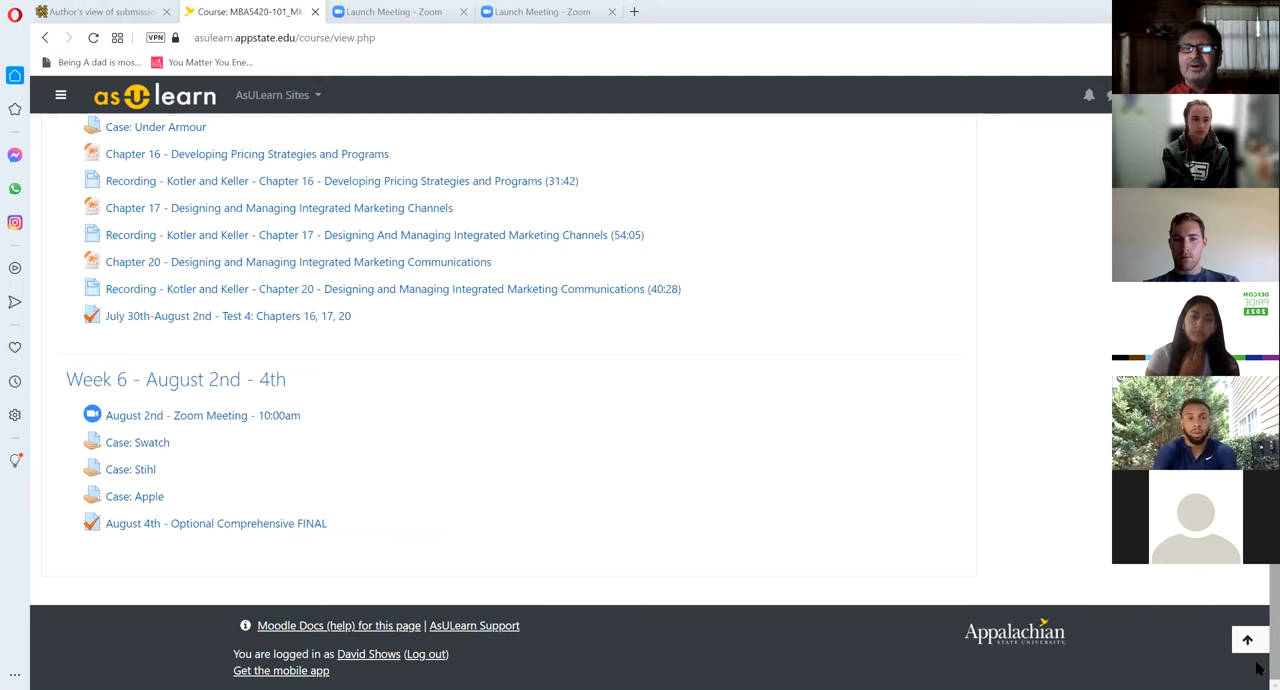 Author's view of submissio
Course: MBA5420-101_MK
Launch Meeting - Zoom
Launch Meeting - Zoom
VPN
asulearn.appstate.edu/course/view.php
Being A dad is mos...
You Matter You Ene...
asulearn
AsULearn Sites
Case: Under Armour
Chapter 16 - Developing Pricing Strategies and Programs
Recording - Kotler and Keller - Chapter 16 - Developing Pricing Strategies and Programs (31:42)
Chapter 17 - Designing and Managing Integrated Marketing Channels
Recording - Kotler and Keller - Chapter 17 - Designing And Managing Integrated Marketing Channels (54:05)
Chapter 20 - Designing and Managing Integrated Marketing Communications
Recording - Kotler and Keller - Chapter 20 - Designing and Managing Integrated Marketing Communications (40:28)
July 30th-August 2nd - Test 4: Chapters 16, 17, 20
Week 6 - August 2nd - 4th
August 2nd - Zoom Meeting - 10:00am
Case: Swatch
Case: Stihl
Case: Apple
August 4th - Optional Comprehensive FINAL
Moodle Docs (help) for this page | AsULearn Support
You are logged in as David Shows (Log out)
Get the mobile app
Appalachian
STATE UNIVERSITY
DEXCOM
PRIDE
2021